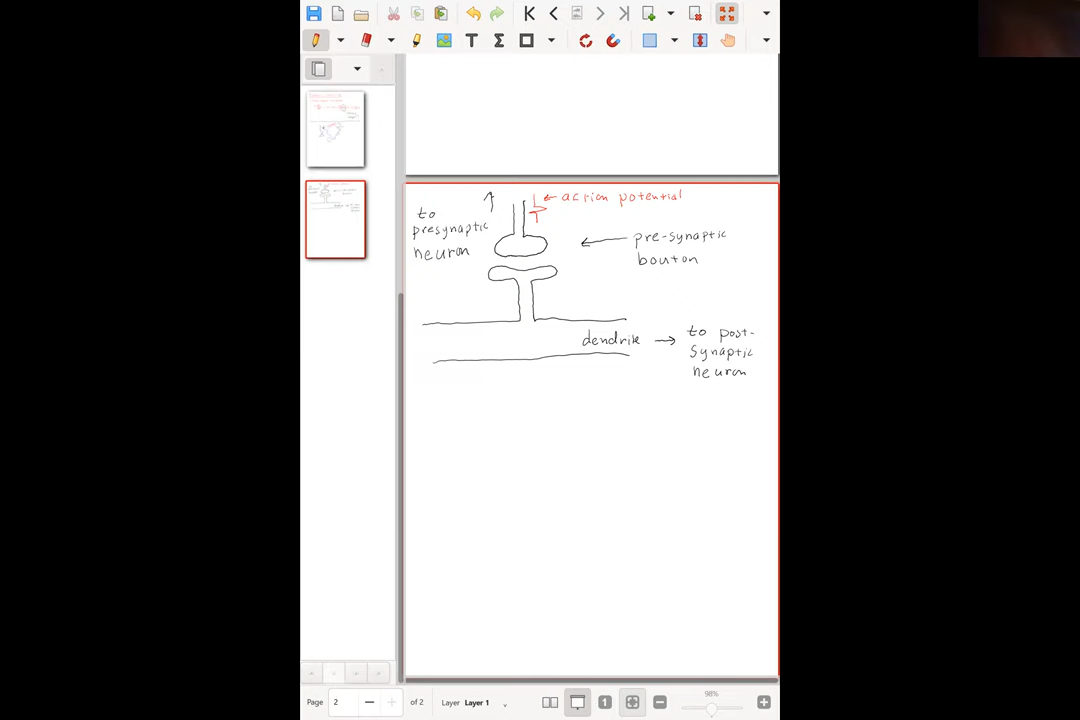 to
presynaptic
neuron
action potential
pre-synaptic
bouton
dendrite
to post-
synaptic
neuron
Page 2 of 2 Layer Layer 1 98%